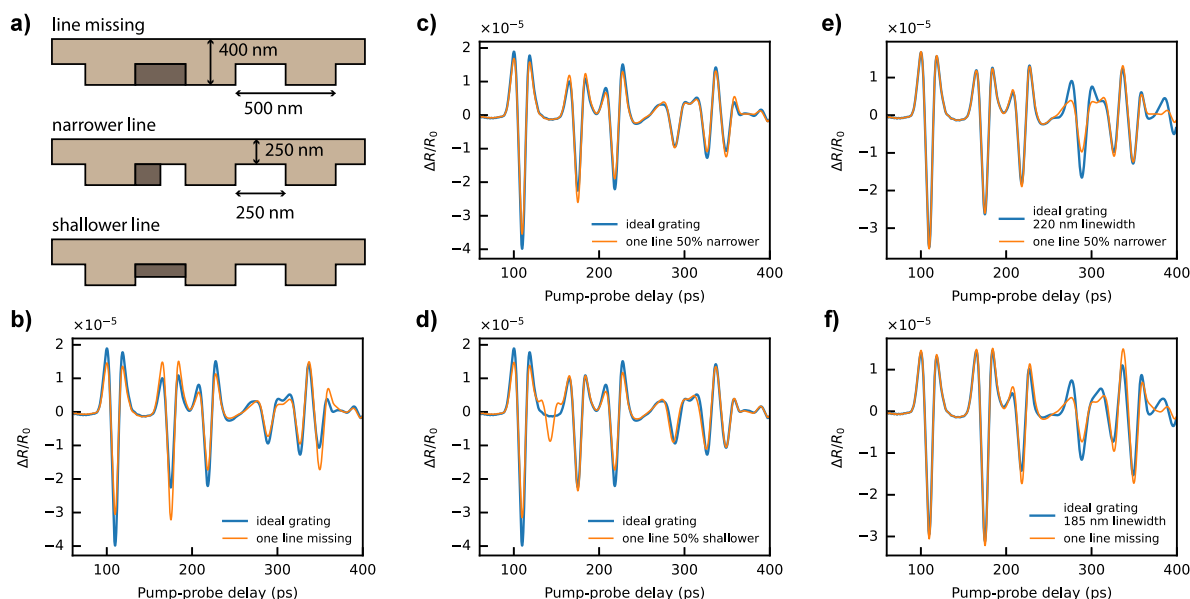 a)
line missing
400 nm
500 nm
narrower line
250 nm
250 nm
shallower line
b)
×10⁻⁵
2
1
0
−1
−2
−3
−4
ΔR/R₀
ideal grating
one line missing
100
200
300
400
Pump-probe delay (ps)
c)
×10⁻⁵
2
1
0
−1
−2
−3
−4
ΔR/R₀
ideal grating
one line 50% narrower
100
200
300
400
Pump-probe delay (ps)
d)
×10⁻⁵
2
1
0
−1
−2
−3
−4
ΔR/R₀
ideal grating
one line 50% shallower
100
200
300
400
Pump-probe delay (ps)
e)
×10⁻⁵
1
0
−1
−2
−3
ΔR/R₀
ideal grating
220 nm linewidth
one line 50% narrower
100
200
300
400
Pump-probe delay (ps)
f)
×10⁻⁵
1
0
−1
−2
−3
ΔR/R₀
ideal grating
185 nm linewidth
one line missing
100
200
300
400
Pump-probe delay (ps)